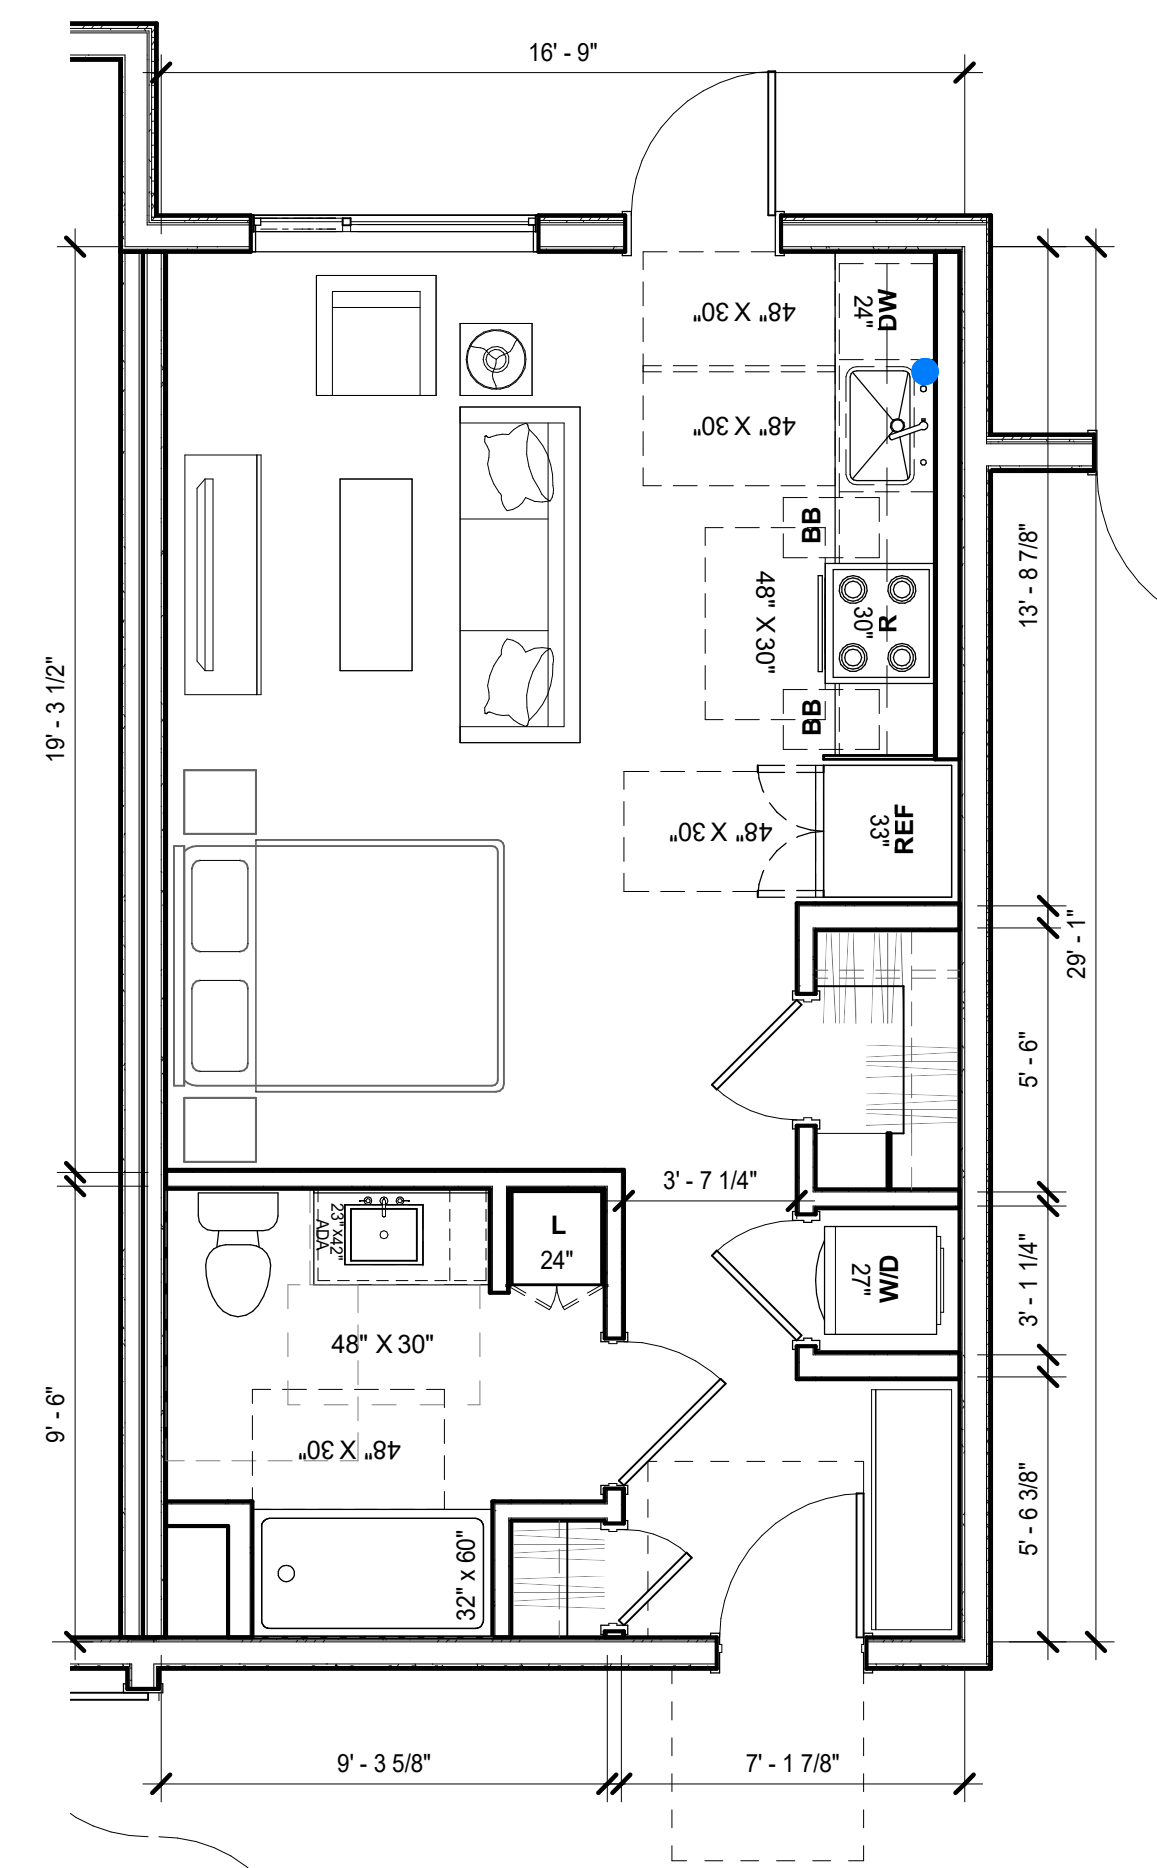 16' - 9"
48" X 30"
24"
DW
48" X 30"
BB
13' - 8 7/8"
48" X 30"
30"
R
19' - 3 1/2"
BB
48" X 30"
33"
REF
29' - 1"
5' - 6"
3' - 7 1/4"
23"x42"
ADA
L
24"
27"
W/D
3' - 1 1/4"
48" X 30"
9' - 6"
48" X 30"
32" x 60"
5' - 6 3/8"
9' - 3 5/8"
7' - 1 7/8"